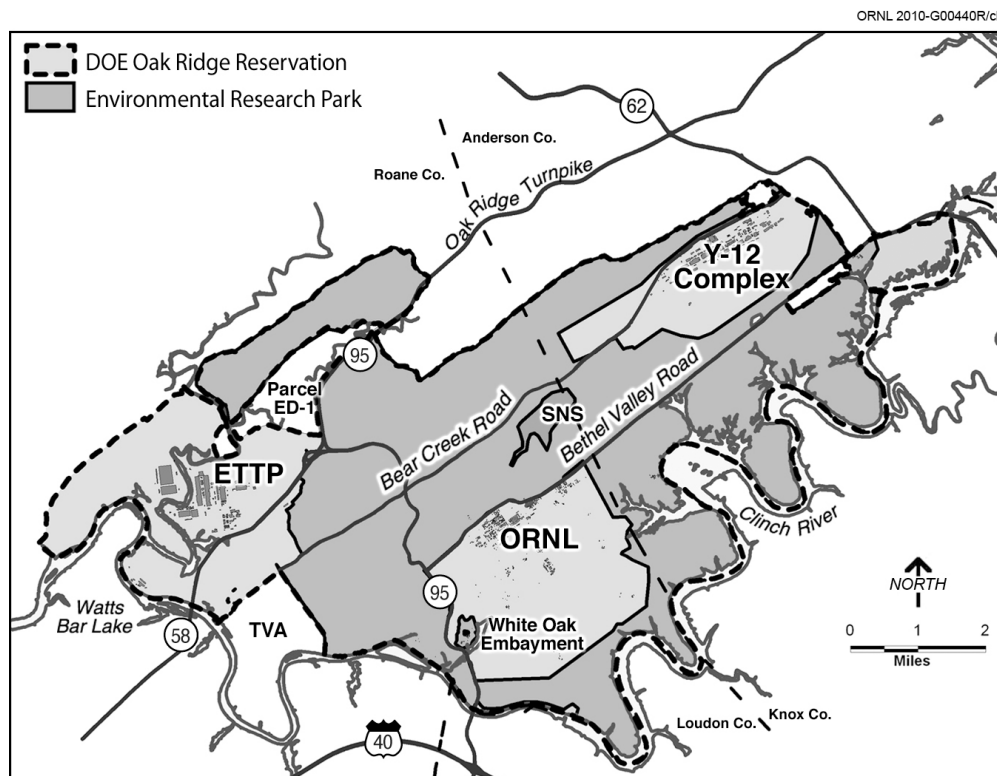 ORNL 2010-G00440R/cl
DOE Oak Ridge Reservation
Environmental Research Park
62
Anderson Co.
Roane Co.
Oak Ridge Turnpike
Y-12
Complex
95
Parcel
ED-1
Bear Creek Road
SNS
Bethel Valley Road
ETTP
ORNL
Clinch River
95
NORTH
Watts
Bar Lake
58
TVA
White Oak
Embayment
0 1 2
Miles
Loudon Co.
Knox Co.
40